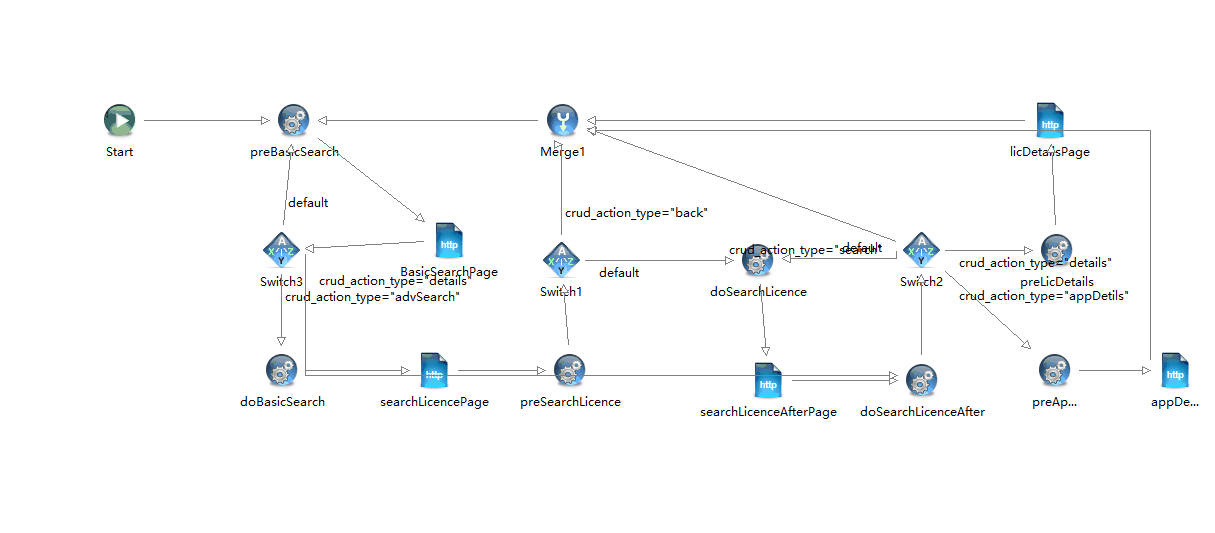 Start
preBasicSearch
Merge1
http
licDetailsPage
default
crud_action_type="back"
http
BasicSearchPage
A
X Z
Y
Switch3
crud_action_type="details"
crud_action_type="advSearch"
A
X Z
Y
Switch1
default
crud_action_type="search"
default
doSearchLicence
A
X Z
Y
Switch2
crud_action_type="details"
preLicDetails
crud_action_type="appDetils"
doBasicSearch
http
searchLicencePage
preSearchLicence
http
searchLicenceAfterPage
doSearchLicenceAfter
preAp...
http
appDe...